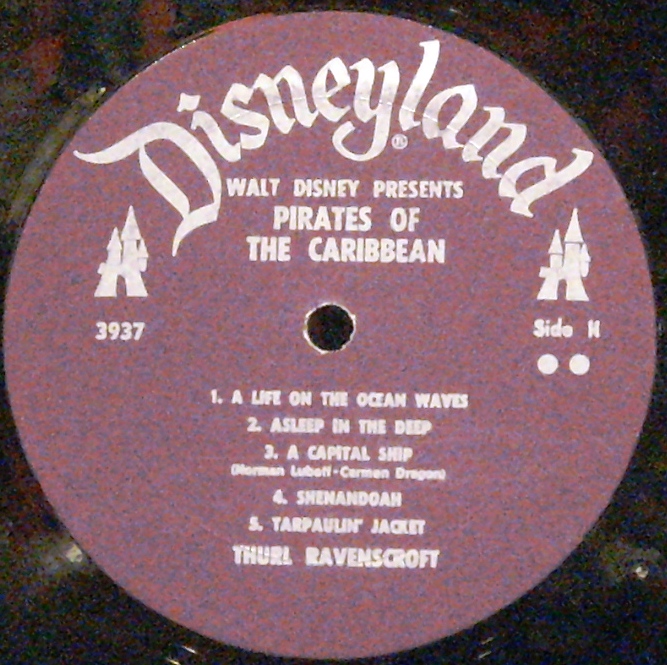 Disneyland®
WALT DISNEY PRESENTS
PIRATES OF
THE CARIBBEAN
3937
Side II
1. A LIFE ON THE OCEAN WAVES
2. ASLEEP IN THE DEEP
3. A CAPITAL SHIP
(Norman Luboff-Carmen Dragon)
4. SHENANDOAH
5. TARPAULIN' JACKET
THURL RAVENSCROFT